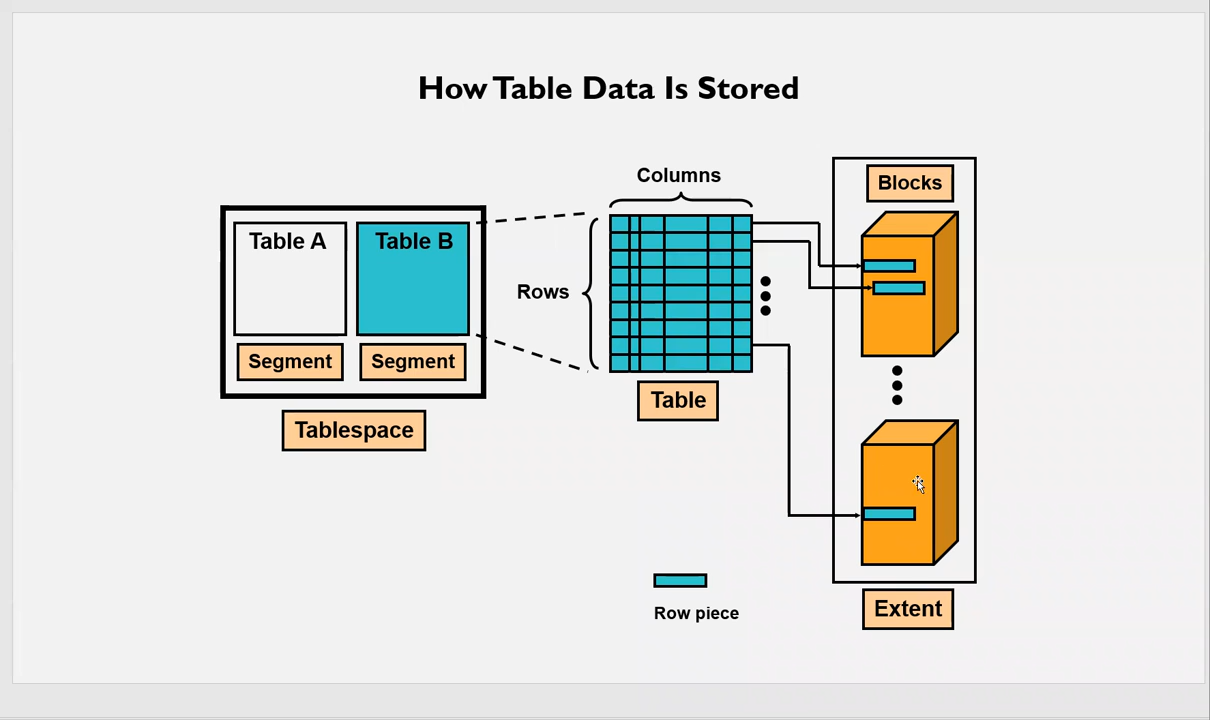 How Table Data Is Stored
Columns
Blocks
Table A
Table B
Rows
Segment
Segment
Table
Tablespace
Row piece
Extent